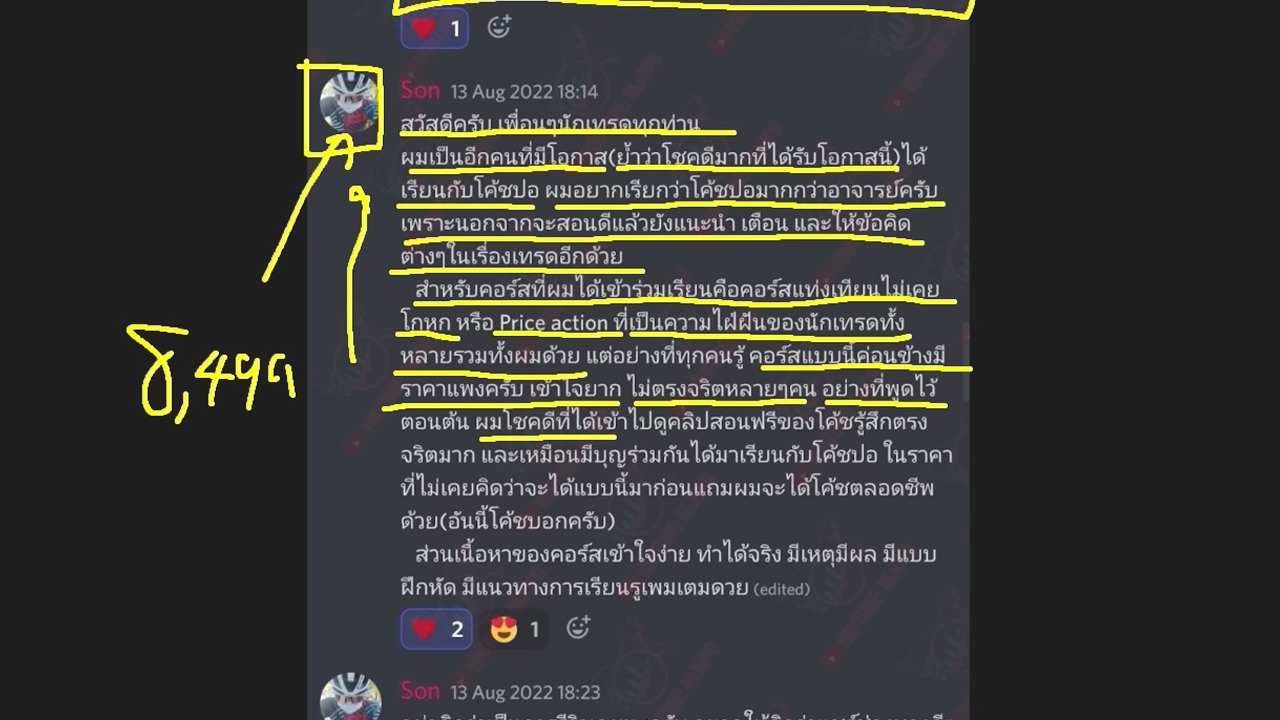 1
Son 13 Aug 2022 18:14
สวัสดีครับ เพื่อนๆนักเทรดทุกท่าน
ผมเป็นอีกคนที่มีโอกาส(ย้ำว่าโชคดีมากที่ได้รับโอกาสนี้)ได้
เรียนกับโค้ชปอ ผมอยากเรียกว่าโค้ชปอมากกว่าอาจารย์ครับ
เพราะนอกจากจะสอนดีแล้วยังแนะนำ เตือน และให้ข้อคิด
ต่างๆในเรื่องเทรดอีกด้วย
สำหรับคอร์สที่ผมได้เข้าร่วมเรียนคือคอร์สแท่งเทียนไม่เคย
โกหก หรือ Price action ที่เป็นความไฝ่ฝันของนักเทรดทั้ง
หลายรวมทั้งผมด้วย แต่อย่างที่ทุกคนรู้ คอร์สแบบนี้ค่อนข้างมี
ราคาแพงครับ เข้าใจยาก ไม่ตรงจริตหลายๆคน อย่างที่พูดไว้
ตอนต้น ผมโชคดีที่ได้เข้าไปดูคลิปสอนฟรีของโค้ชรู้สึกตรง
จริตมาก และเหมือนมีบุญร่วมกันได้มาเรียนกับโค้ชปอ ในราคา
ที่ไม่เคยคิดว่าจะได้แบบนี้มาก่อนแถมผมจะได้โค้ชตลอดชีพ
ด้วย(อันนี้โค้ชบอกครับ)
ส่วนเนื้อหาของคอร์สเข้าใจง่าย ทำได้จริง มีเหตุมีผล มีแบบ
ฝึกหัด มีแนวทางการเรียนรู้เพิ่มเติมด้วย (edited)
2 1
Son 13 Aug 2022 18:23